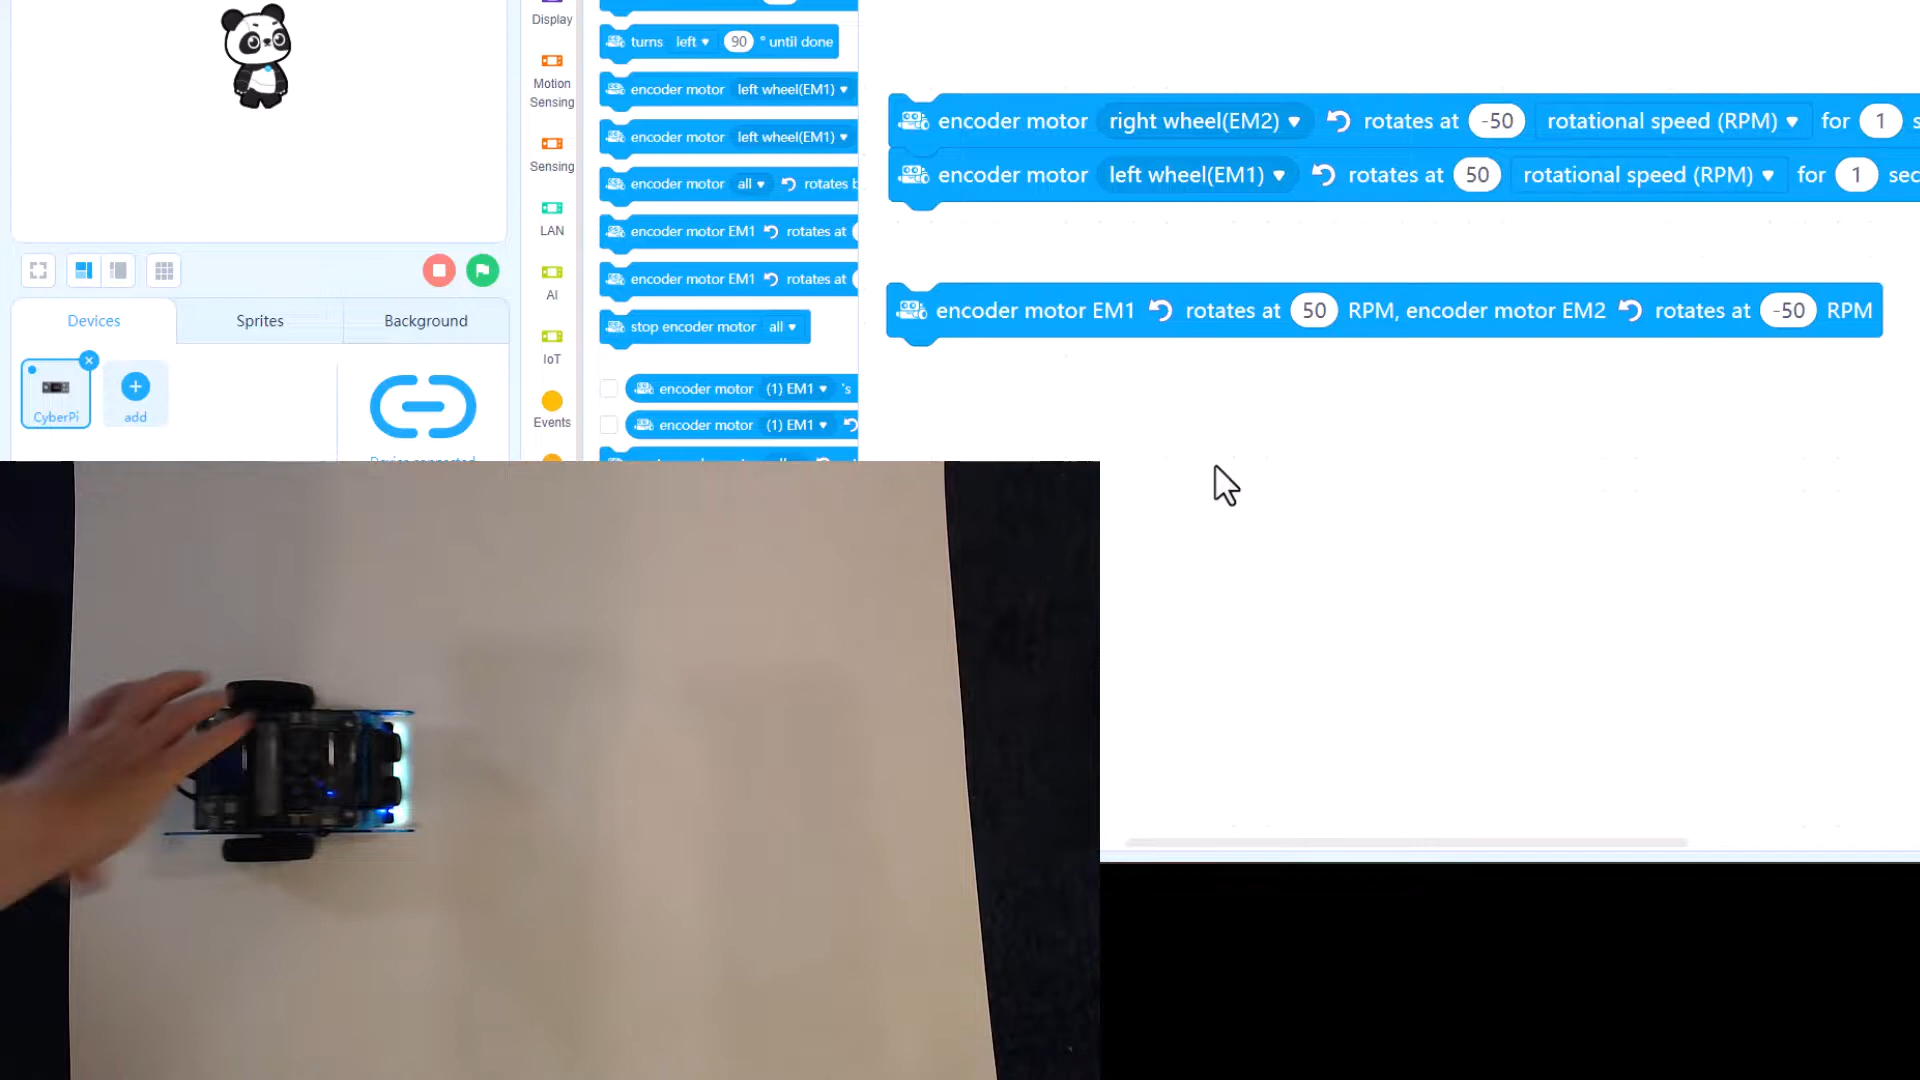 Display
Motion
Sensing
Sensing
LAN
AI
IoT
Events
turns left 90 ° until done
encoder motor left wheel(EM1)
encoder motor left wheel(EM1)
encoder motor all rotates
encoder motor EM1 rotates at
encoder motor EM1 rotates at
stop encoder motor all
encoder motor (1) EM1 's
encoder motor (1) EM1
encoder motor right wheel(EM2) rotates at -50 rotational speed (RPM) for 1 s
encoder motor left wheel(EM1) rotates at 50 rotational speed (RPM) for 1 sec
encoder motor EM1 rotates at 50 RPM, encoder motor EM2 rotates at -50 RPM
Devices
Sprites
Background
CyberPi
add
Device connected